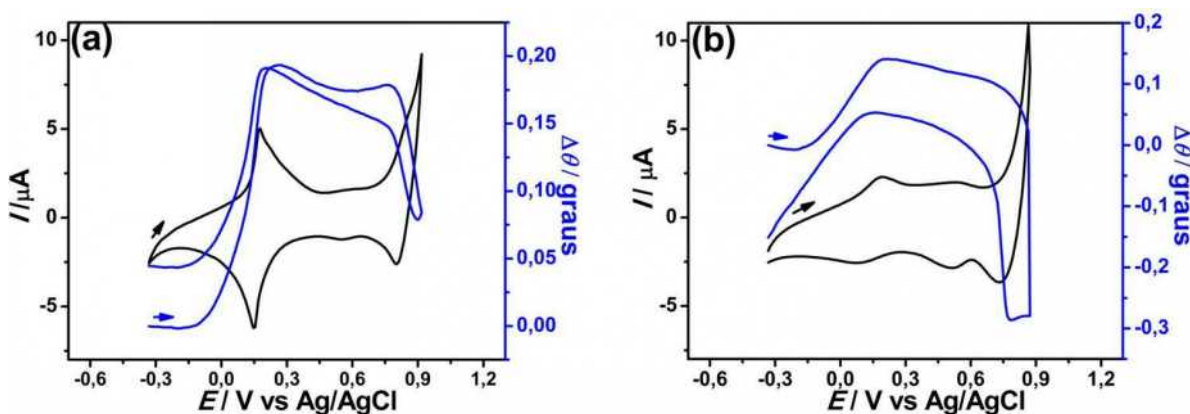 (a)
10
5
0
-5
I /µA
-0,6 -0,3 0,0 0,3 0,6 0,9 1,2
E / V vs Ag/AgCl
0,20
0,15
0,10
0,05
0,00
Δθ / graus
(b)
10
5
0
-5
I /µA
-0,6 -0,3 0,0 0,3 0,6 0,9 1,2
E / V vs Ag/AgCl
0,2
0,1
0,0
-0,1
-0,2
-0,3
Δθ / graus